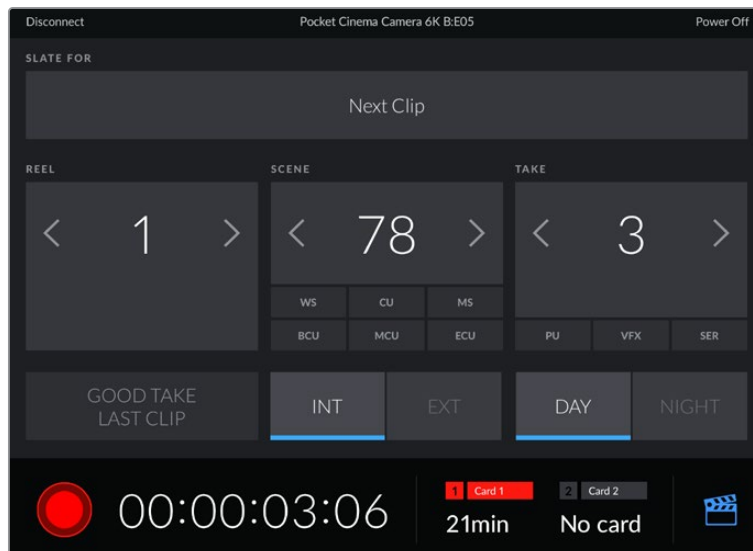 Disconnect Pocket Cinema Camera 6K B:E05 Power Off
SLATE FOR
Next Clip
REEL SCENE TAKE
1 78 3
WS CU MS
BCU MCU ECU PU VFX SER
GOOD TAKE
LAST CLIP
INT EXT DAY NIGHT
1 Card 1 2 Card 2
00:00:03:06 21min No card